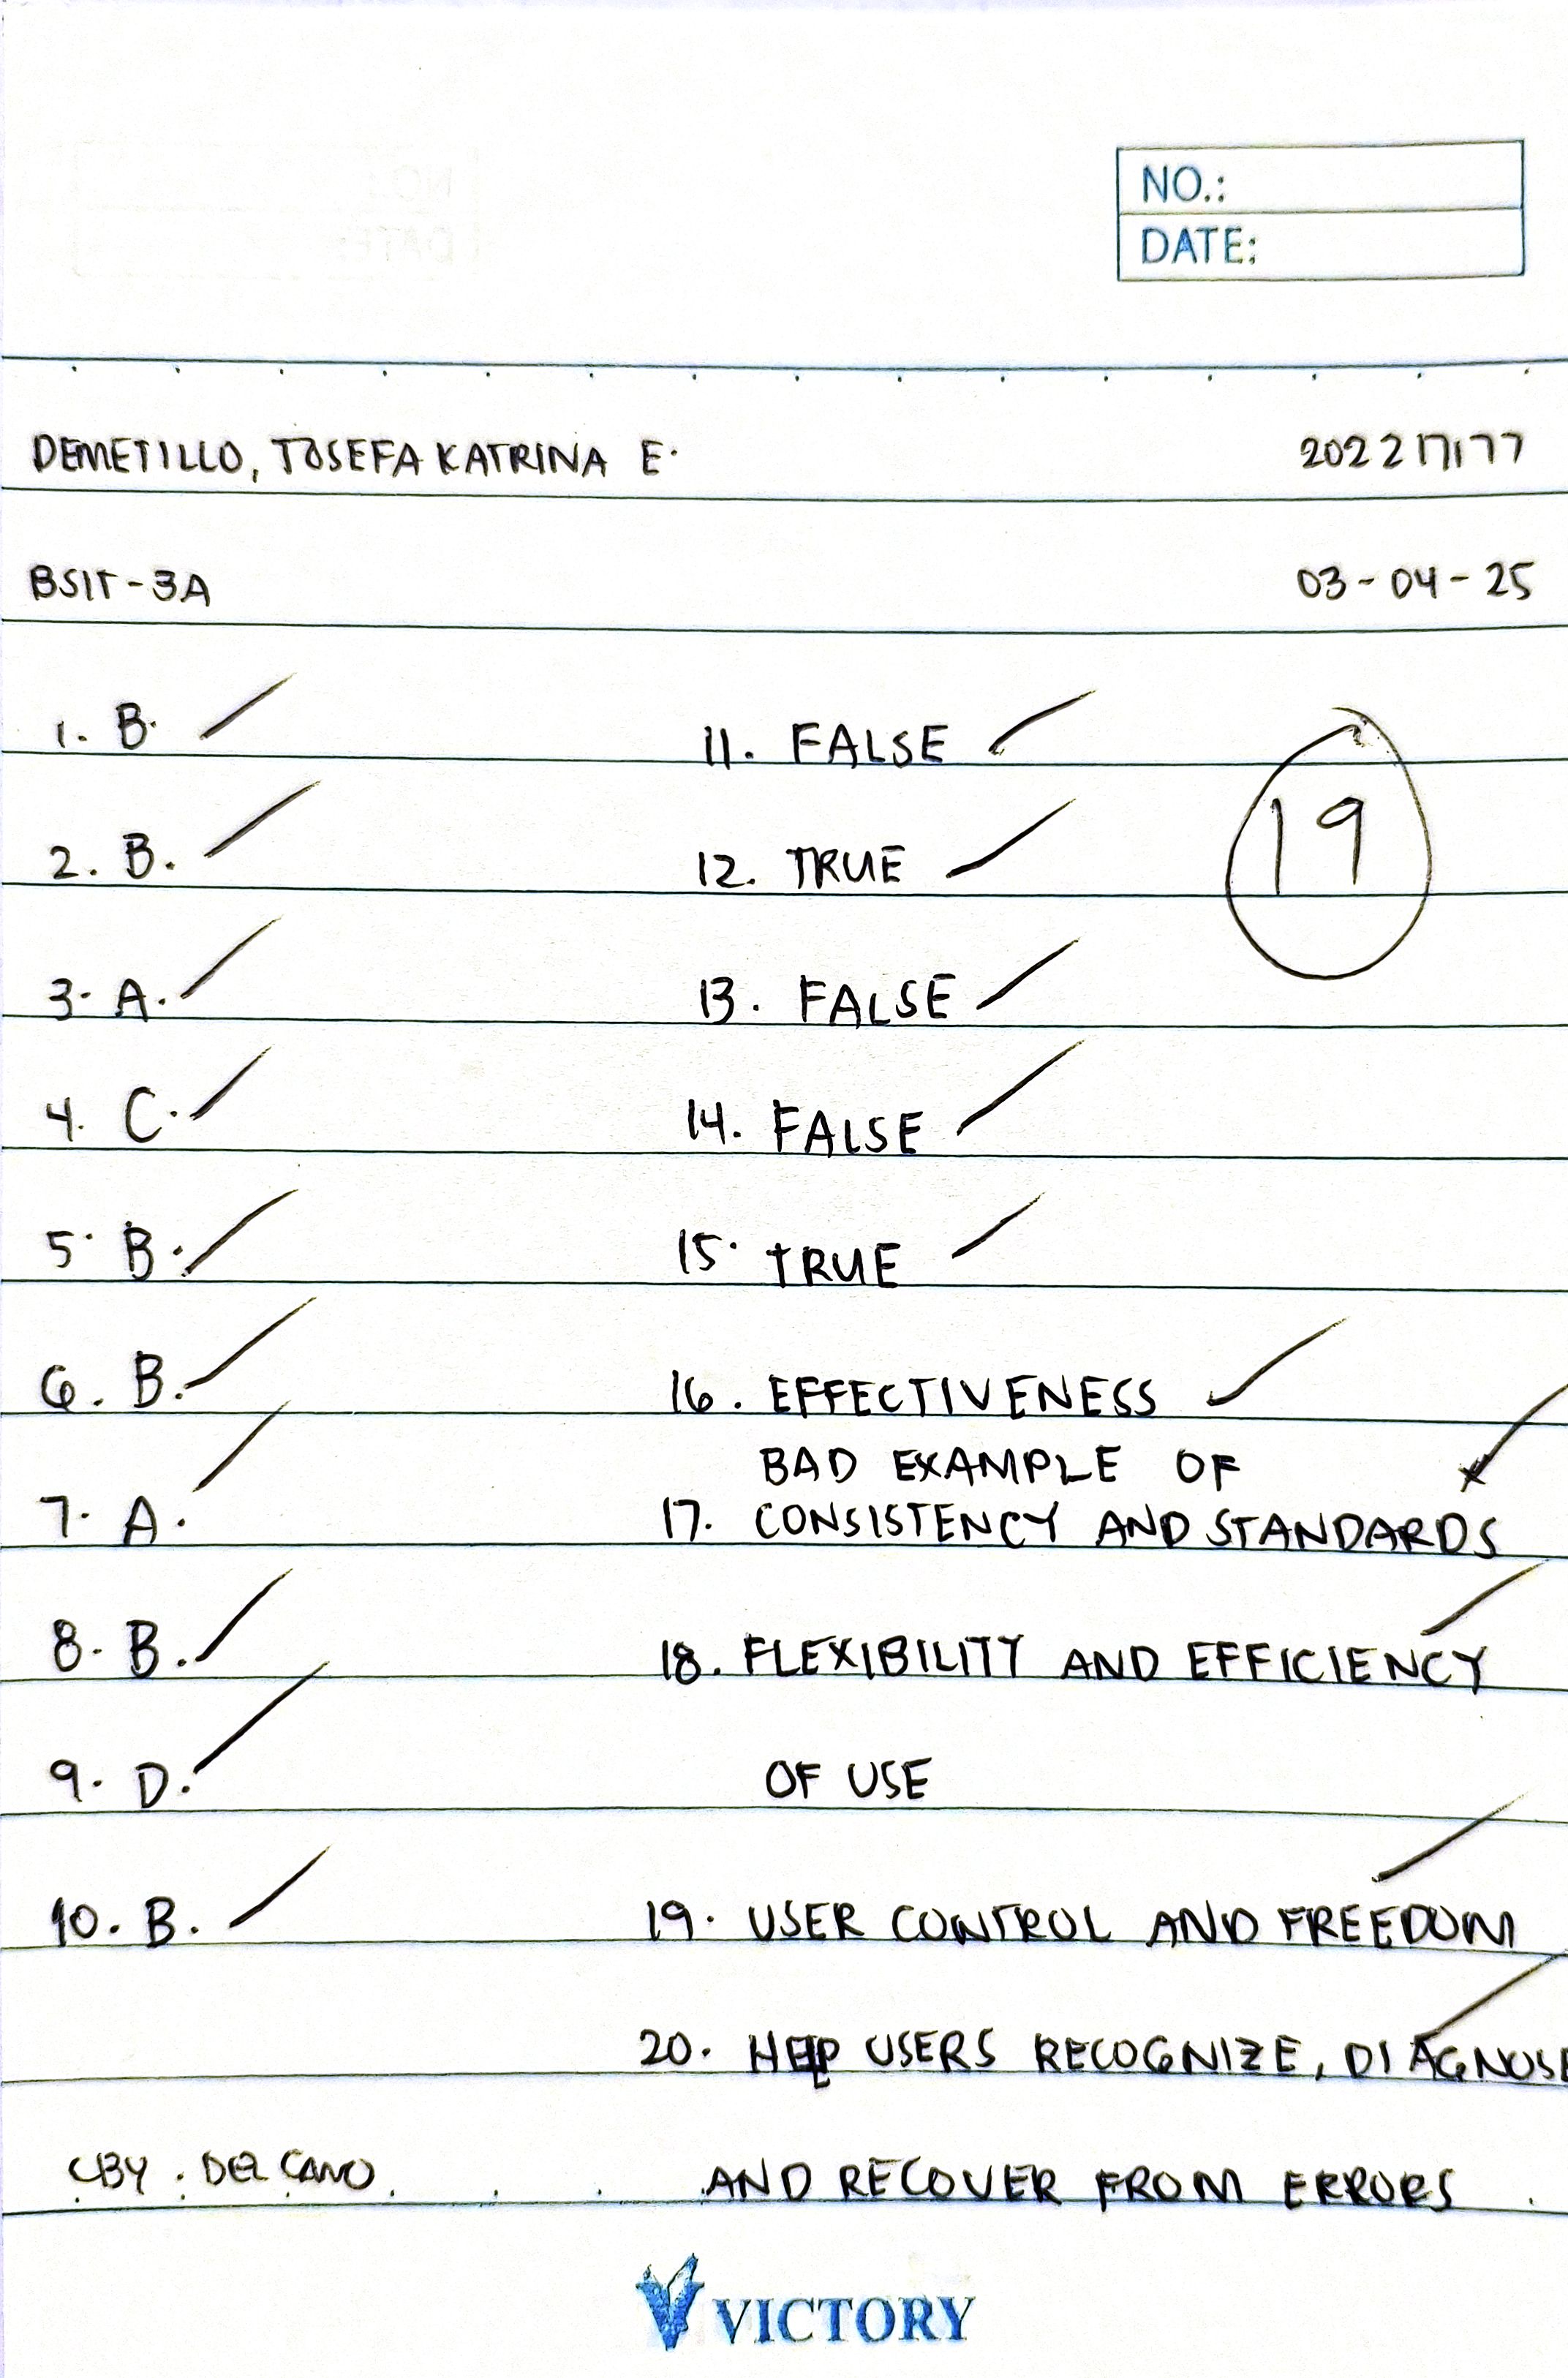 NO.:
DATE:
DEMETILLO, JOSEFA KATRINA E. 202217177
BSIT-3A 03-04-25
1. B.
2. B.
3. A.
4. C.
5. B.
6. B.
7. A.
8. B.
9. D.
10. B.
CBY. DEL CANO
11. FALSE
12. TRUE
13. FALSE
14. FALSE
15. TRUE
19
16. EFFECTIVENESS
BAD EXAMPLE OF
17. CONSISTENCY AND STANDARDS
18. FLEXIBILITY AND EFFICIENCY
OF USE
19. USER CONTROL AND FREEDOM
20. HELP USERS RECOGNIZE, DIAGNOSE
AND RECOVER FROM ERRORS
VICTORY